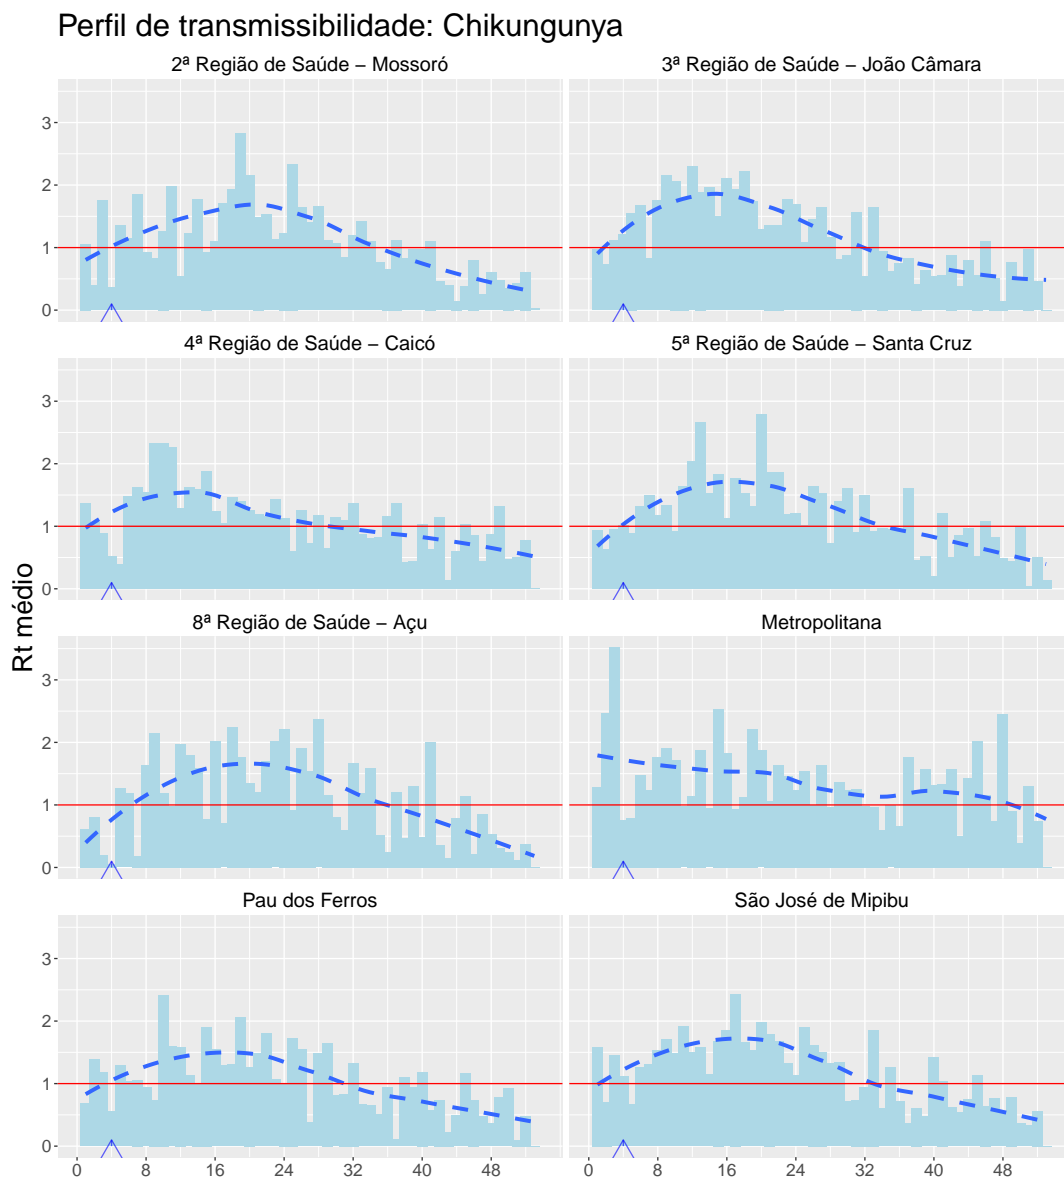 Perfil de transmissibilidade: Chikungunya
2ª Região de Saúde – Mossoró
3ª Região de Saúde – João Câmara
3
2
1
0
4ª Região de Saúde – Caicó
5ª Região de Saúde – Santa Cruz
3
2
1
0
Rt médio
8ª Região de Saúde – Açu
Metropolitana
3
2
1
0
Pau dos Ferros
São José de Mipibu
3
2
1
0
0 8 16 24 32 40 48
0 8 16 24 32 40 48